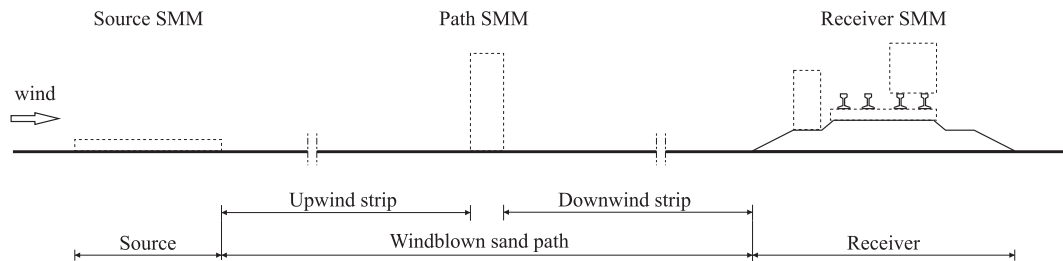 Source SMM
Path SMM
Receiver SMM
wind
Upwind strip
Downwind strip
Source
Windblown sand path
Receiver